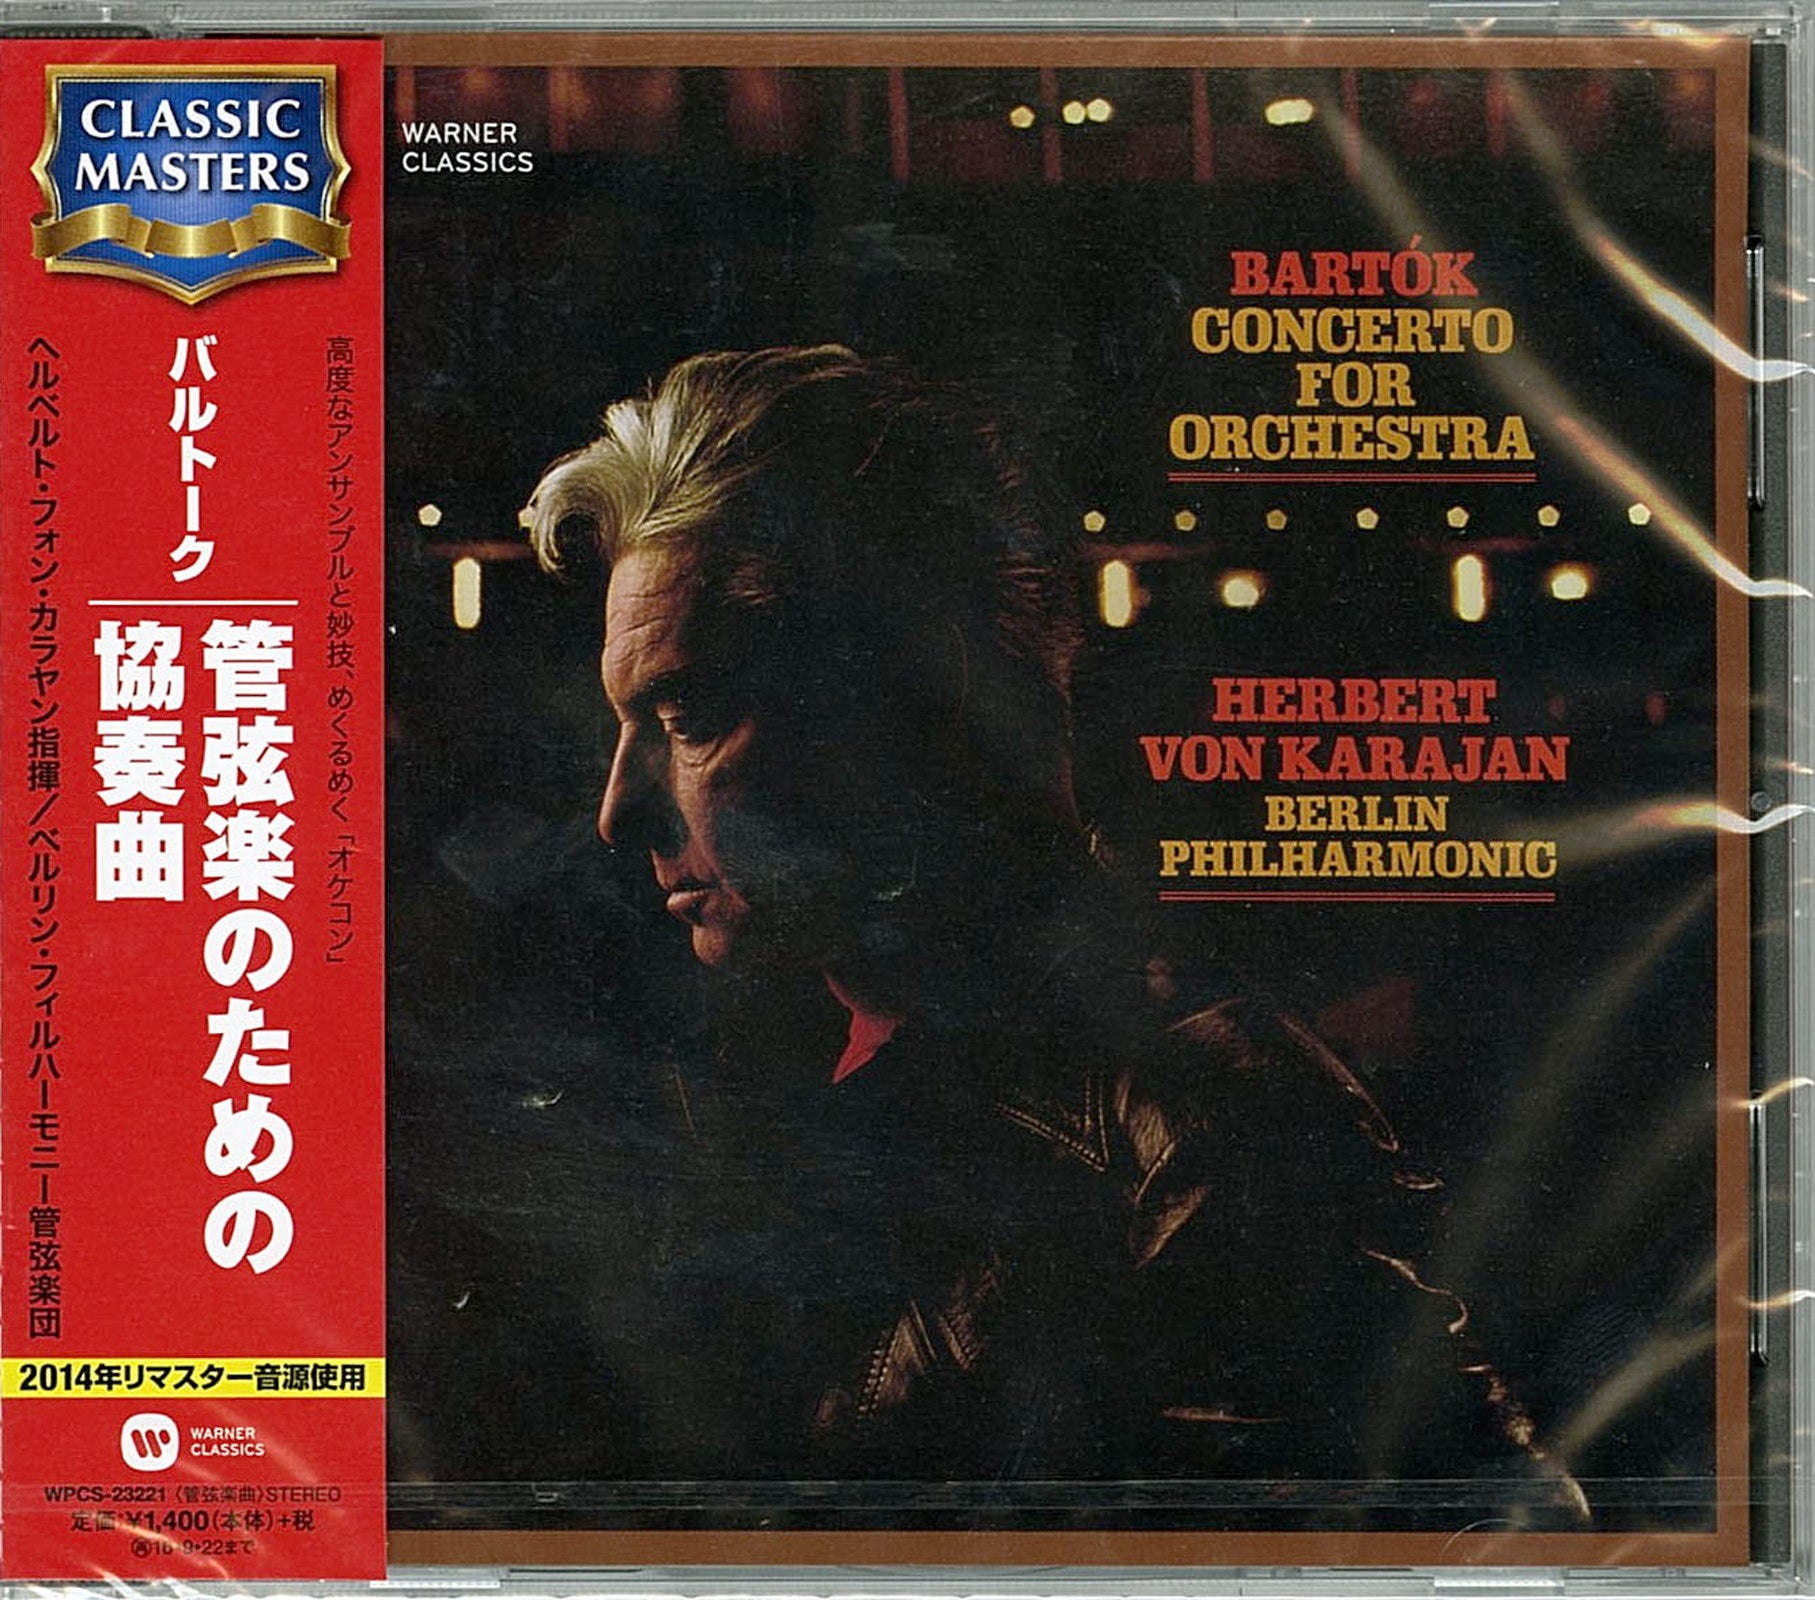 CLASSIC
MASTERS
高度なアンサンブルと妙技、めくるめく「オケコン」
バルトーク
管弦楽のための
協奏曲
ヘルベルト・フォン・カラヤン指揮/ベルリン・フィルハーモニー管弦楽団
2014年リマスター音源使用
WARNER
CLASSICS
WPCS-23221〈管弦楽曲〉STEREO
定価 ¥1,400(本体)+税
9・22まで
WARNER
CLASSICS
BARTÓK
CONCERTO
FOR
ORCHESTRA
HERBERT
VON KARAJAN
BERLIN
PHILHARMONIC